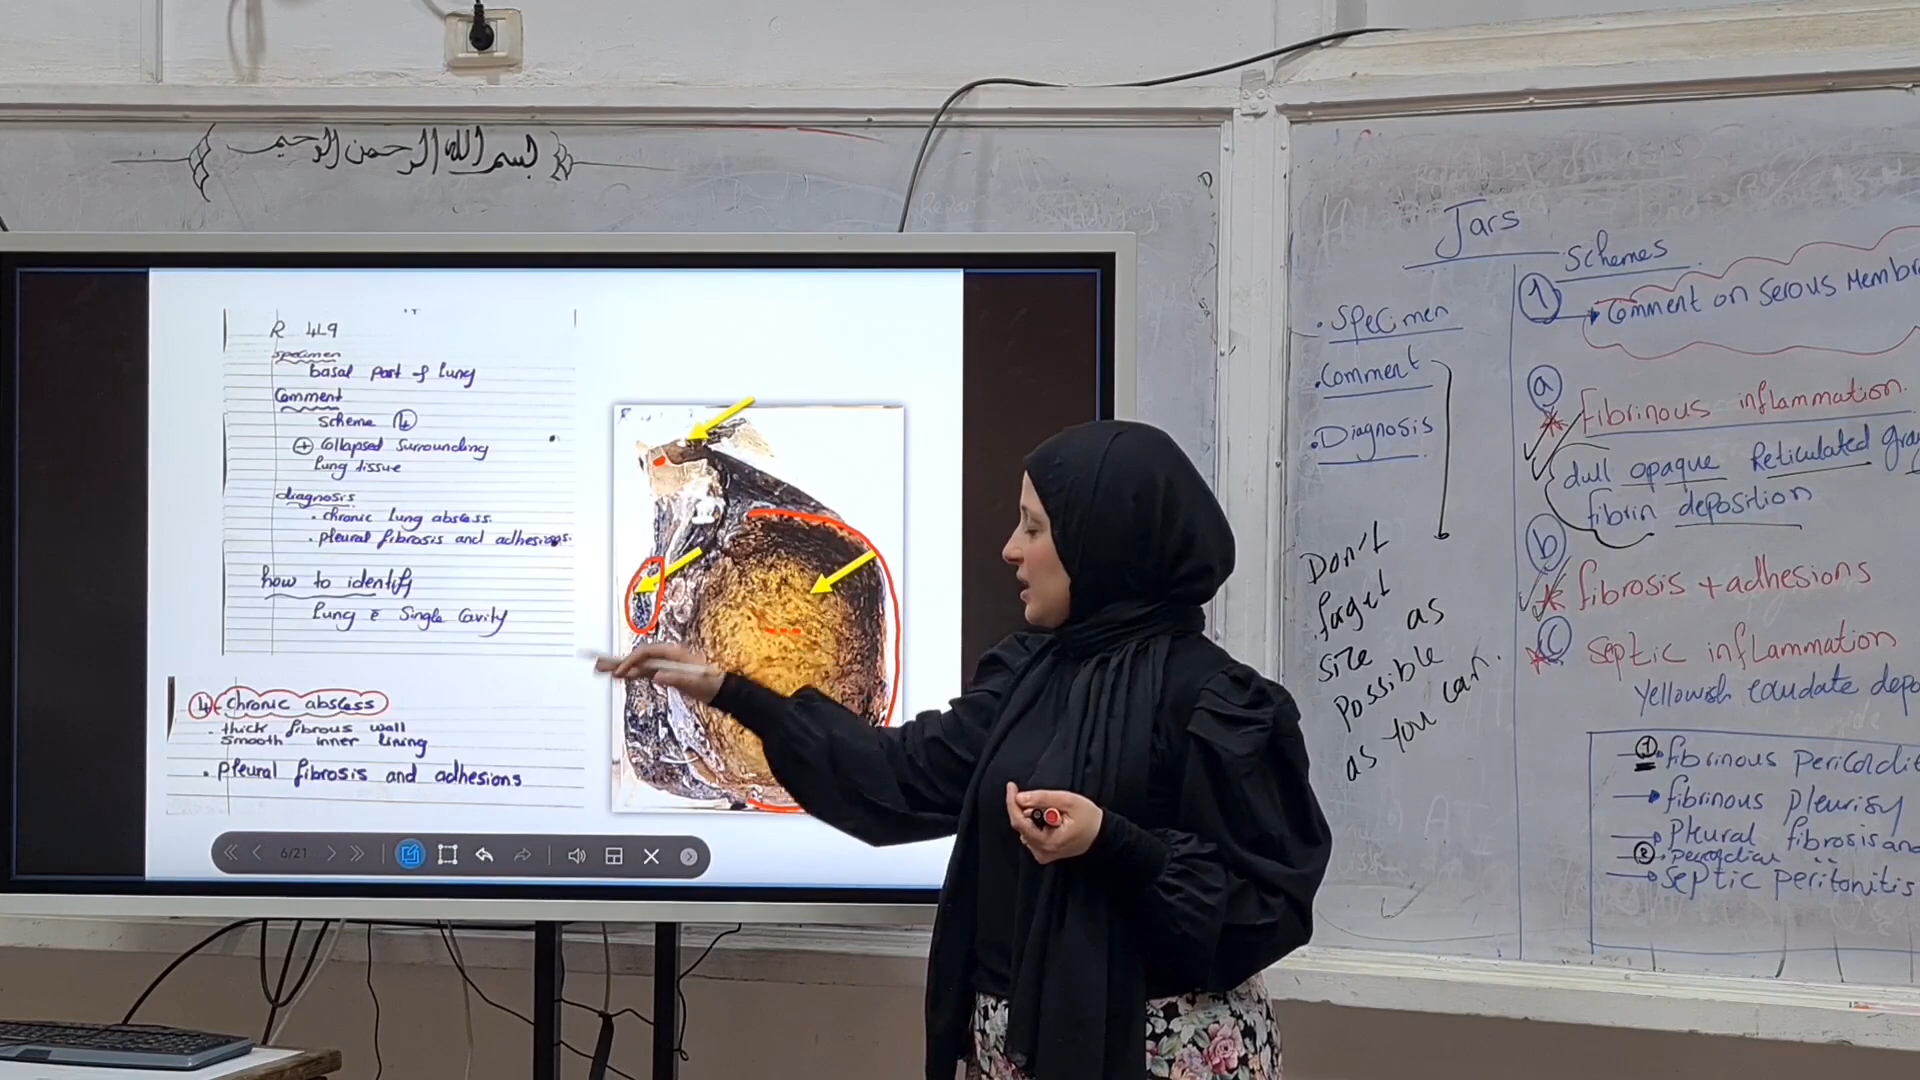 بسم الله الرحمن الرحيم
R 449
specimen
basal part of lung
Comment
scheme 4
+ Collapsed surrounding
lung tissue
diagnosis
. chronic lung abscess.
. pleural fibrosis and adhesions.
how to identify
Lung c Single Cavity
4- chronic abscess
. thick fibrous wall
smooth inner lining
. pleural fibrosis and adhesions
6/21
Jars
. Specimen
. Comment
. Diagnosis
Don't
forget
size as
possible
as you can.
Schemes
1 Comment on serous Membr
a
Fibrinous inflammation.
dull opaque Reticulated
fibrin deposition
b
fibrosis + adhesions
C
Septic inflammation
Yellowish exudate depo
1 . fibrinous pericardit
fibrinous pleurisy
Pleural fibrosis and
2 . pericardial " "
Septic peritonitis